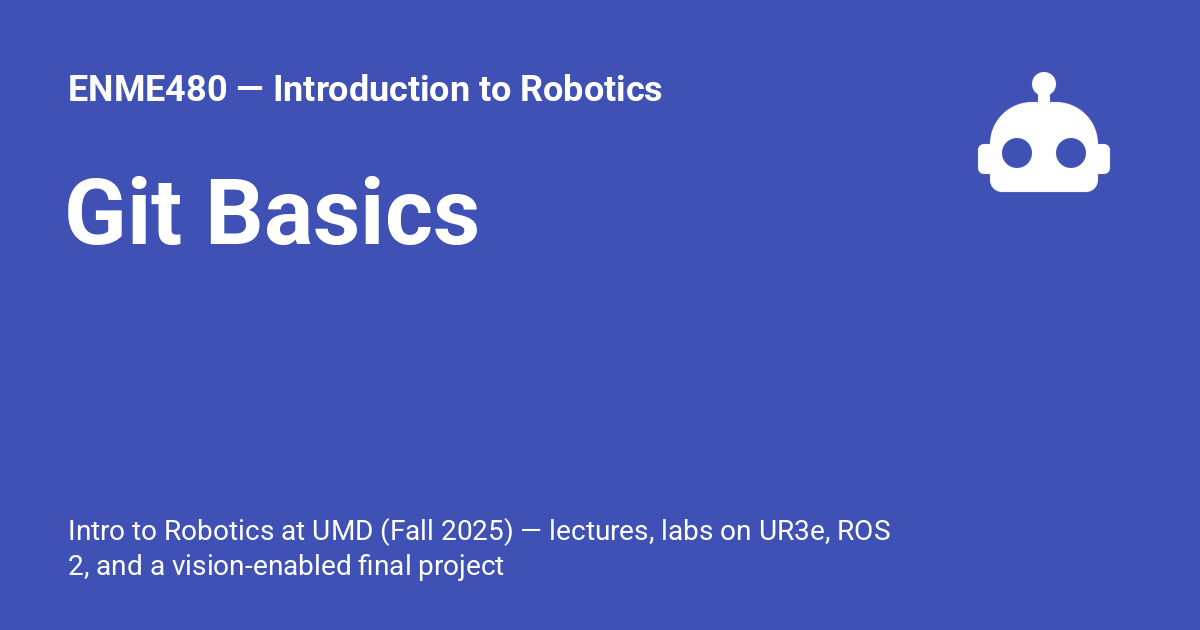 ENME480 — Introduction to Robotics
Git Basics
Intro to Robotics at UMD (Fall 2025) — lectures, labs on UR3e, ROS
2, and a vision-enabled final project